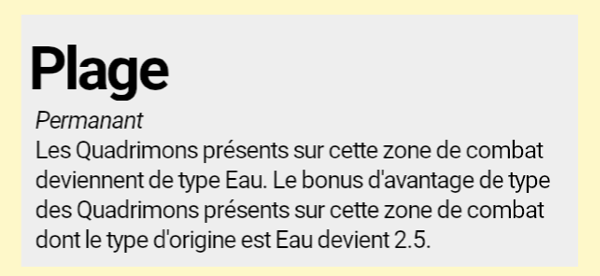 Plage
Permanant
Les Quadrimons présents sur cette zone de combat
deviennent de type Eau. Le bonus d'avantage de type
des Quadrimons présents sur cette zone de combat
dont le type d'origine est Eau devient 2.5.